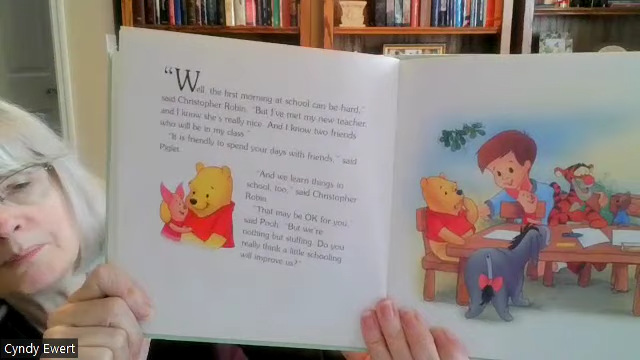 "Well, the first morning at school can be hard,"
said Christopher Robin. "But I've met my new teacher,
and I know she's really nice. And I know two friends
who will be in my class."
"It is friendly to spend your days with friends," said
Piglet.
"And we learn things in
school, too," said Christopher
Robin.
"That may be OK for you,"
said Pooh. "But we're
nothing but stuffing. Do you
really think a little schooling
will improve us?"
Cyndy Ewert